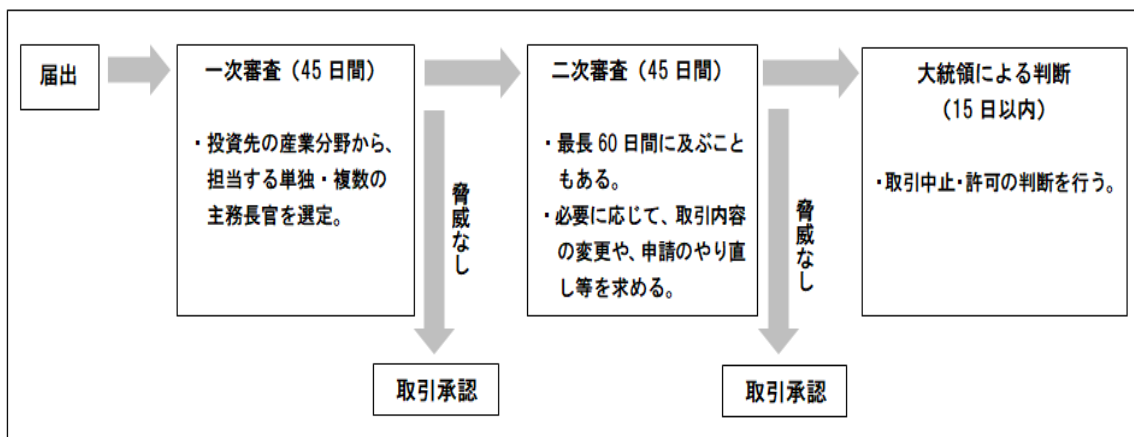 届出
一次審査（45 日間）
・投資先の産業分野から、
担当する単独・複数の
主務長官を選定。
脅威なし
取引承認
二次審査（45 日間）
・最長 60 日間に及ぶこと
もある。
・必要に応じて、取引内容
の変更や、申請のやり直
し等を求める。
脅威なし
取引承認
大統領による判断
（15 日以内）
・取引中止・許可の判断を行う。